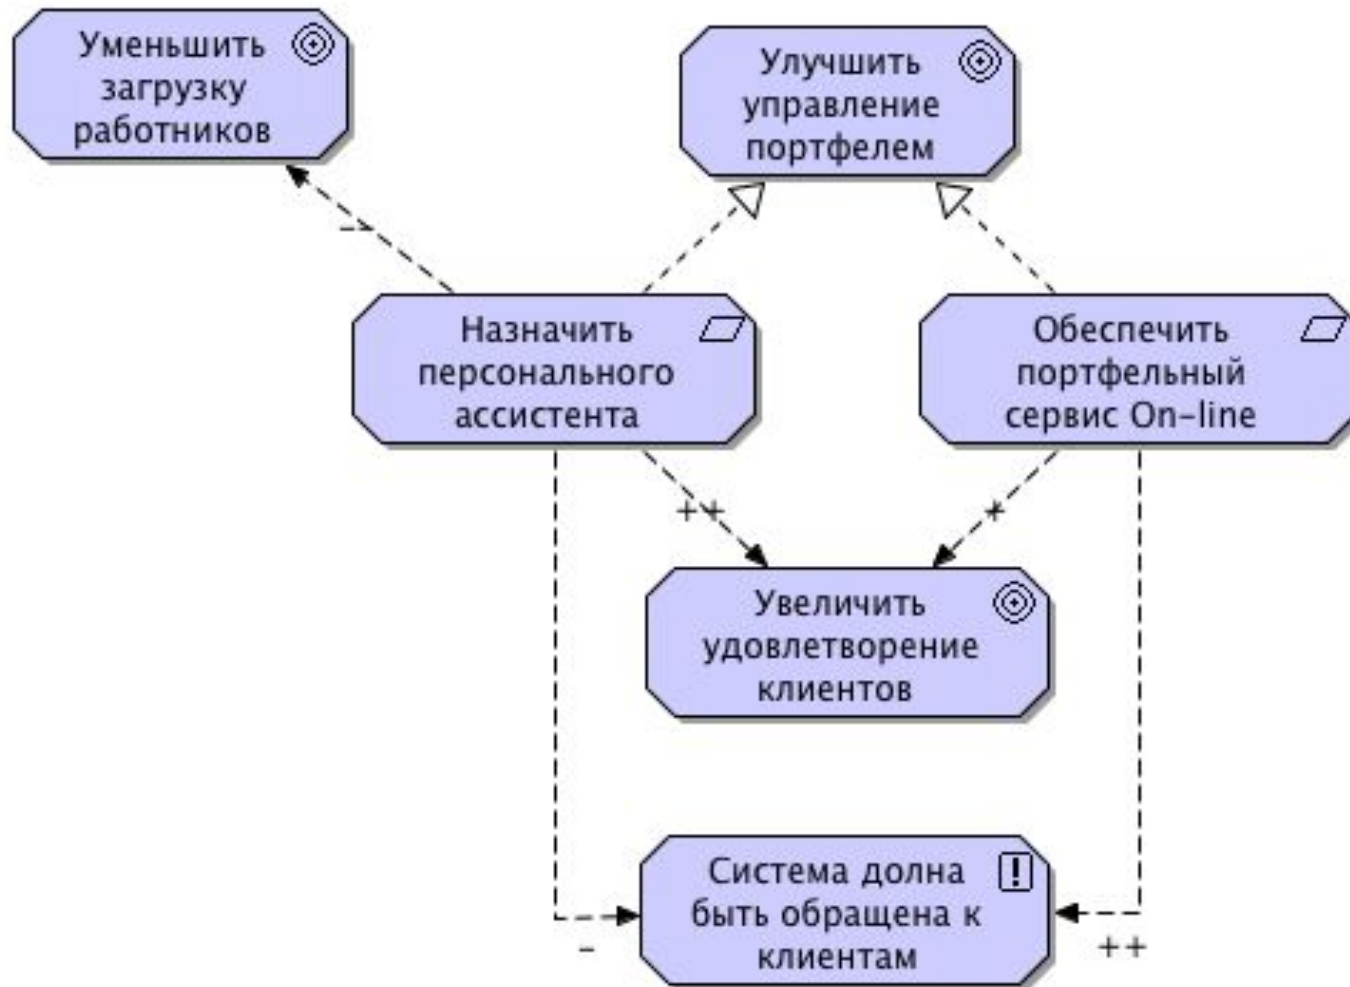 Уменьшить
загрузку
работников
Улучшить
управление
портфелем
--
Назначить
персонального
ассистента
Обеспечить
портфельный
сервис On-line
++
+
Увеличить
удовлетворение
клиентов
Система долна
быть обращена к
клиентам
-
++